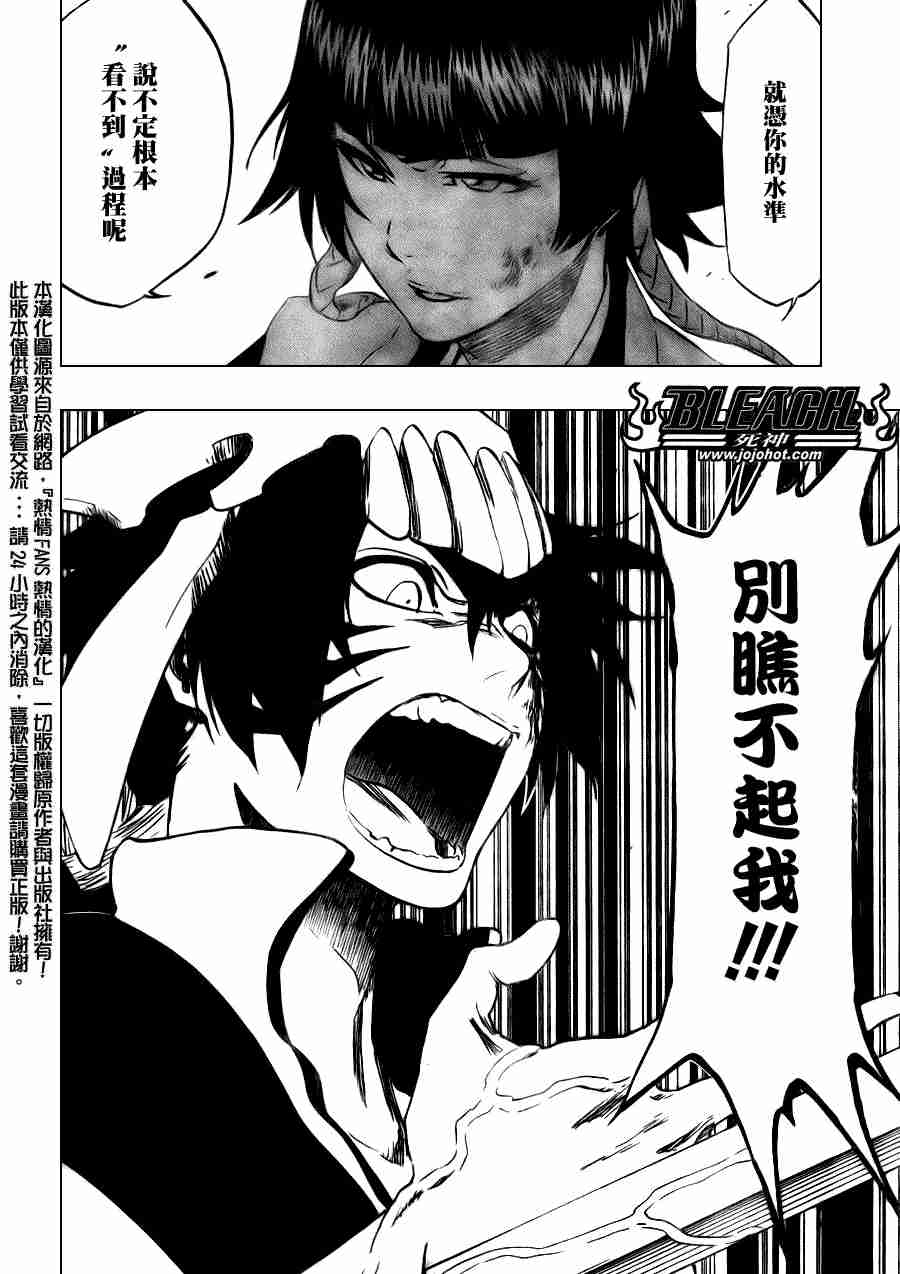 就憑你的水準
說不定根本
“看不到“過程呢
BLEACH
死神
www.jojohot.com
別瞧不起我!!!
本漢化圖源來自於網路，『熱情FANS熱情的漢化』一切版權歸原作者與出版社擁有！
此版本僅供學習試看交流…請24小時之內消除，喜歡這套漫畫請購買正版！謝謝。